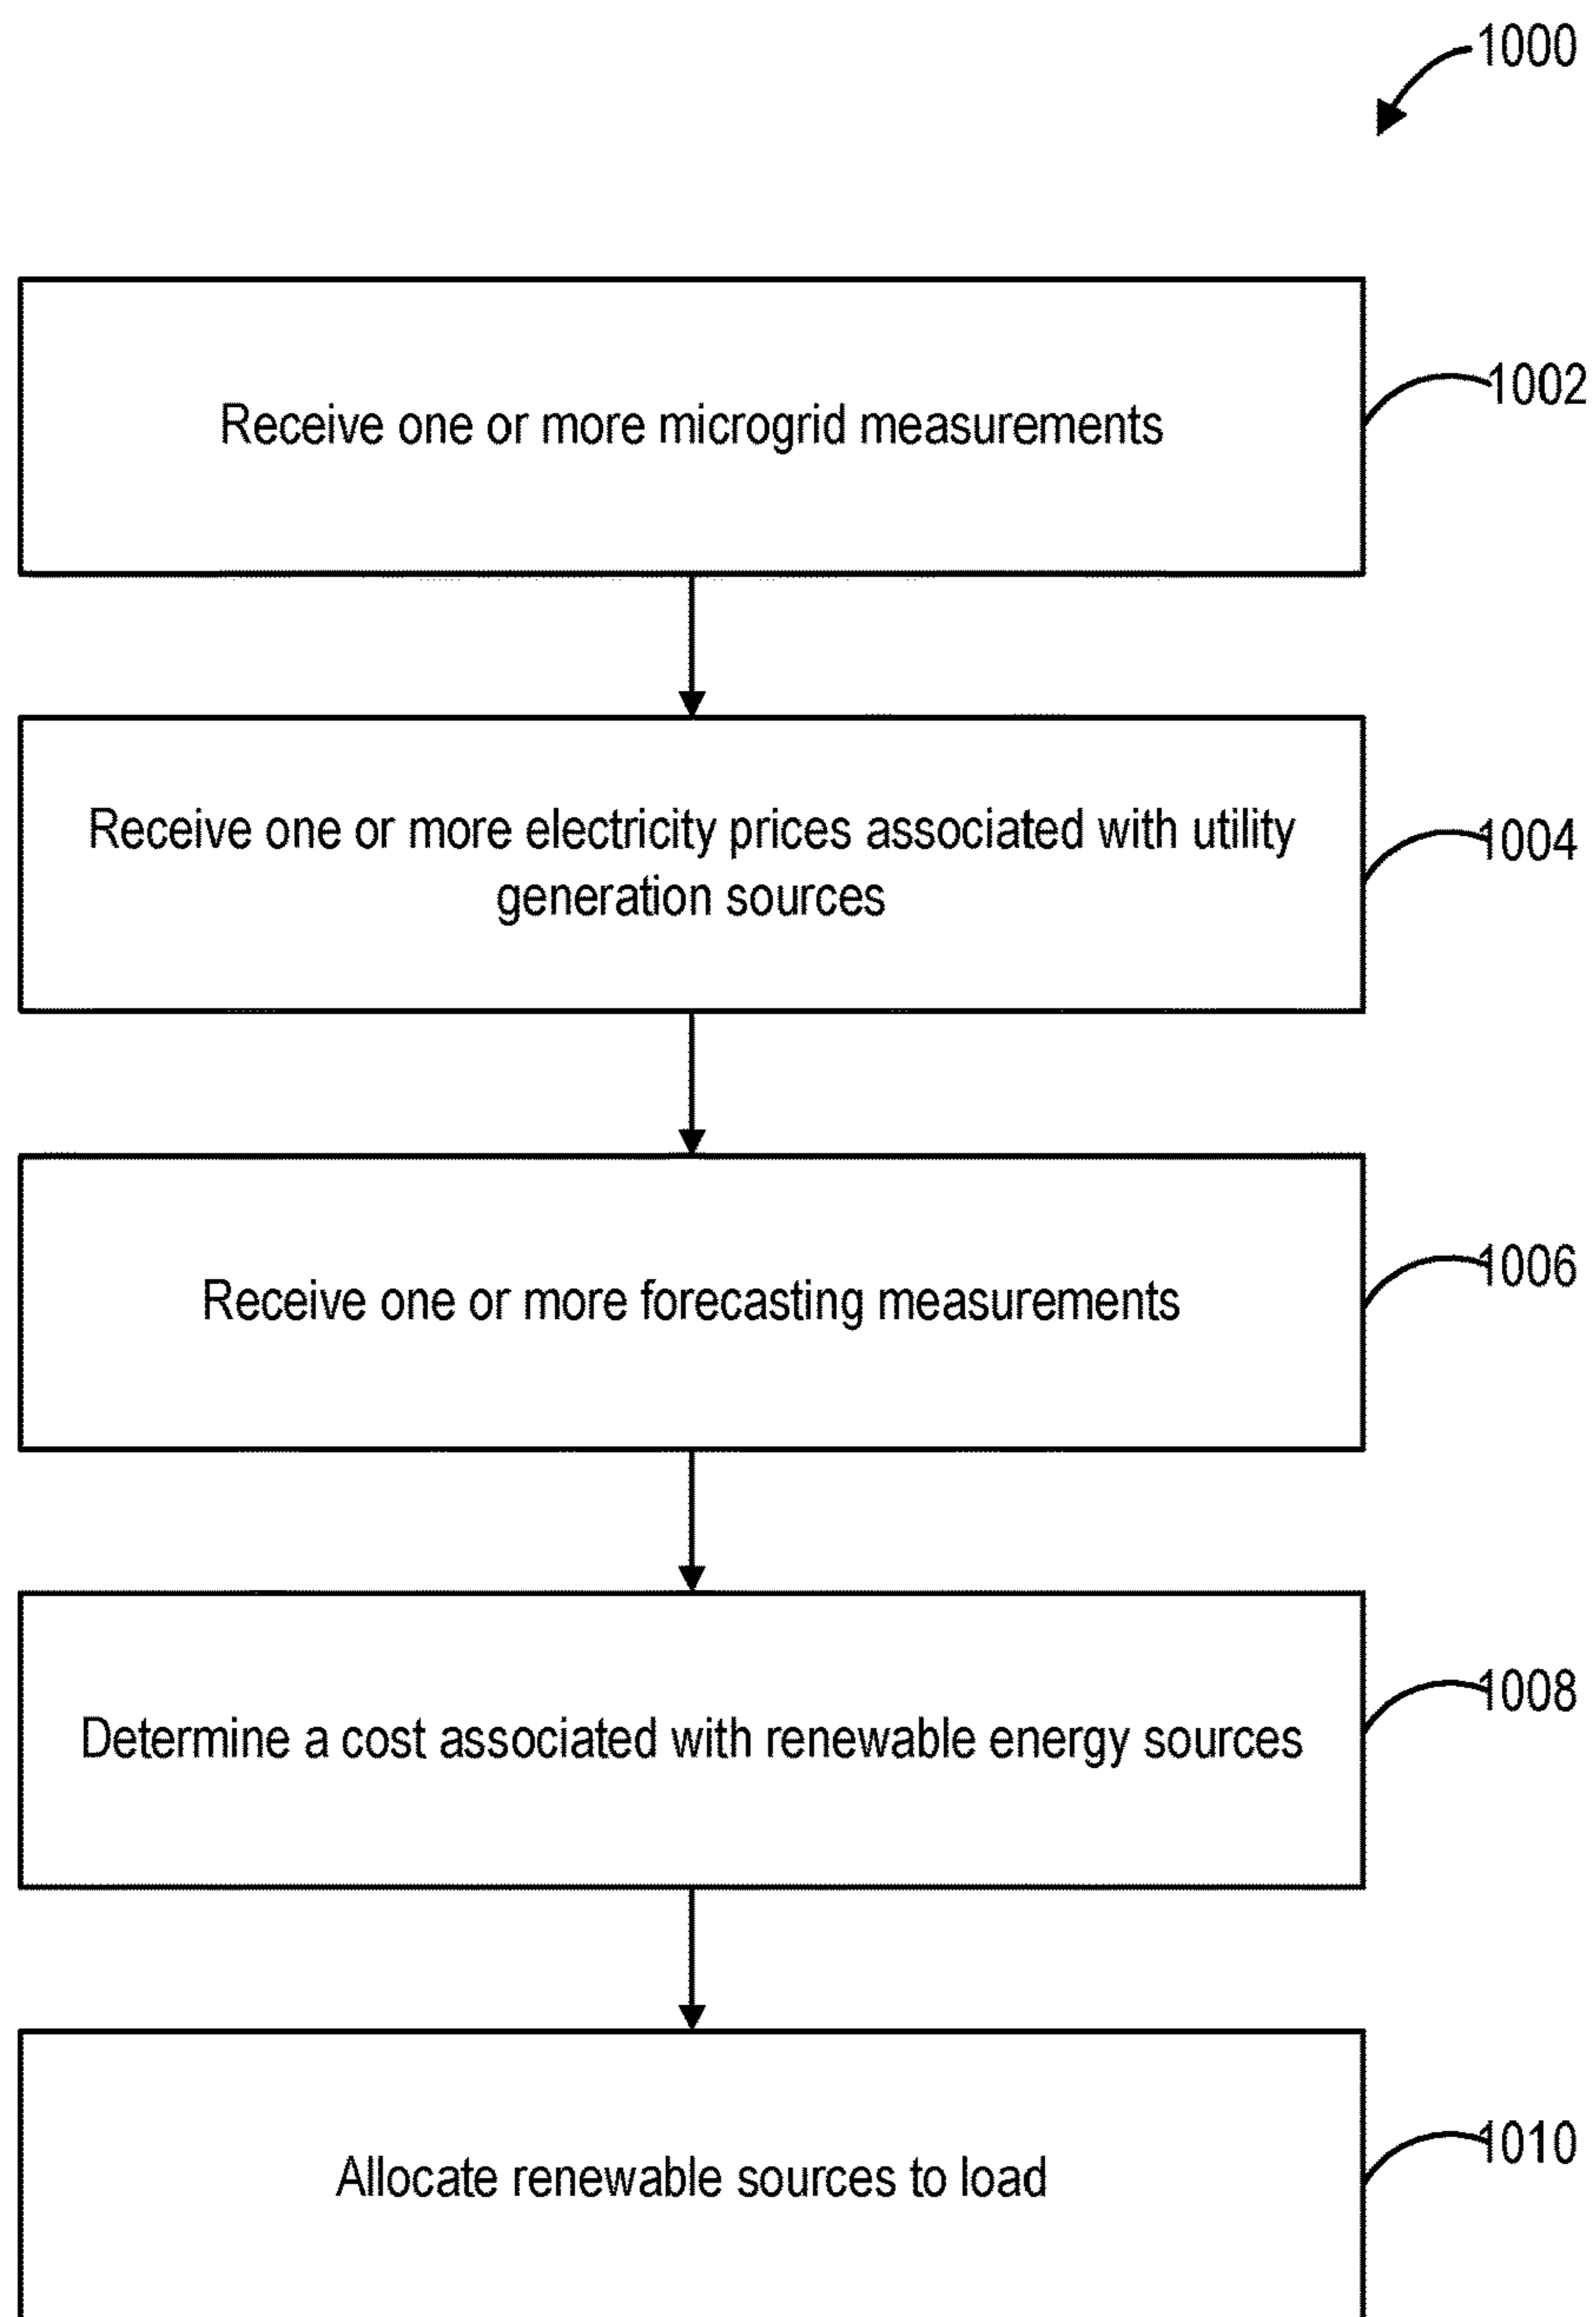 1000
Receive one or more microgrid measurements
1002
Receive one or more electricity prices associated with utility
generation sources
1004
Receive one or more forecasting measurements
1006
Determine a cost associated with renewable energy sources
1008
Allocate renewable sources to load
1010